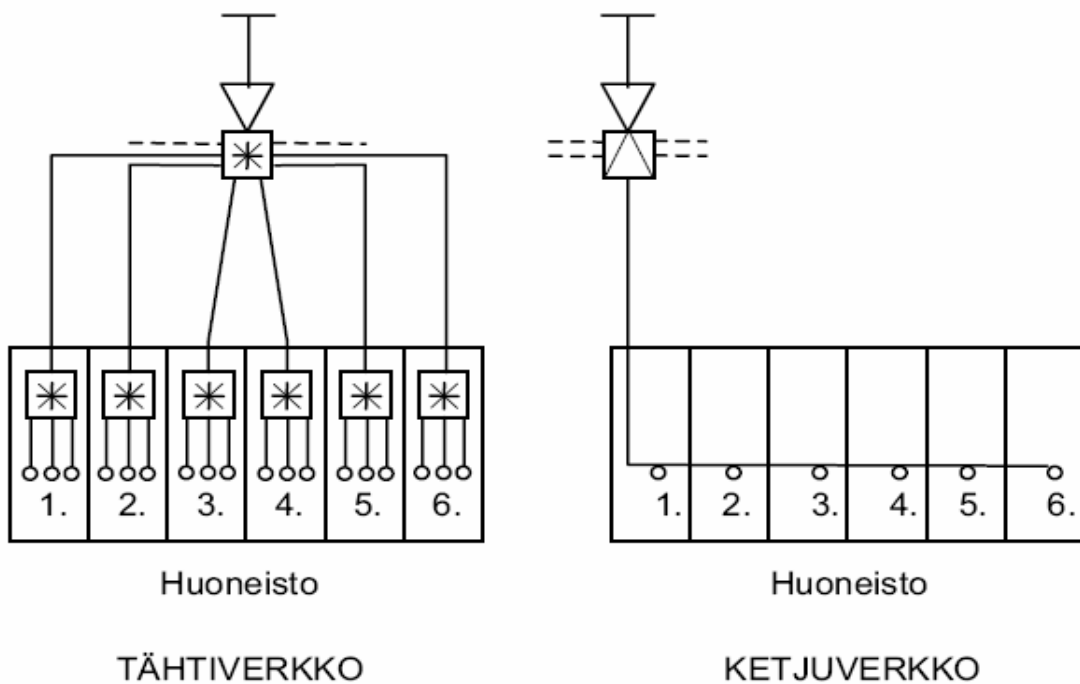 1. 2. 3. 4. 5. 6.
1. 2. 3. 4. 5. 6.
Huoneisto
Huoneisto
TÄHTIVERKKO
KETJUVERKKO